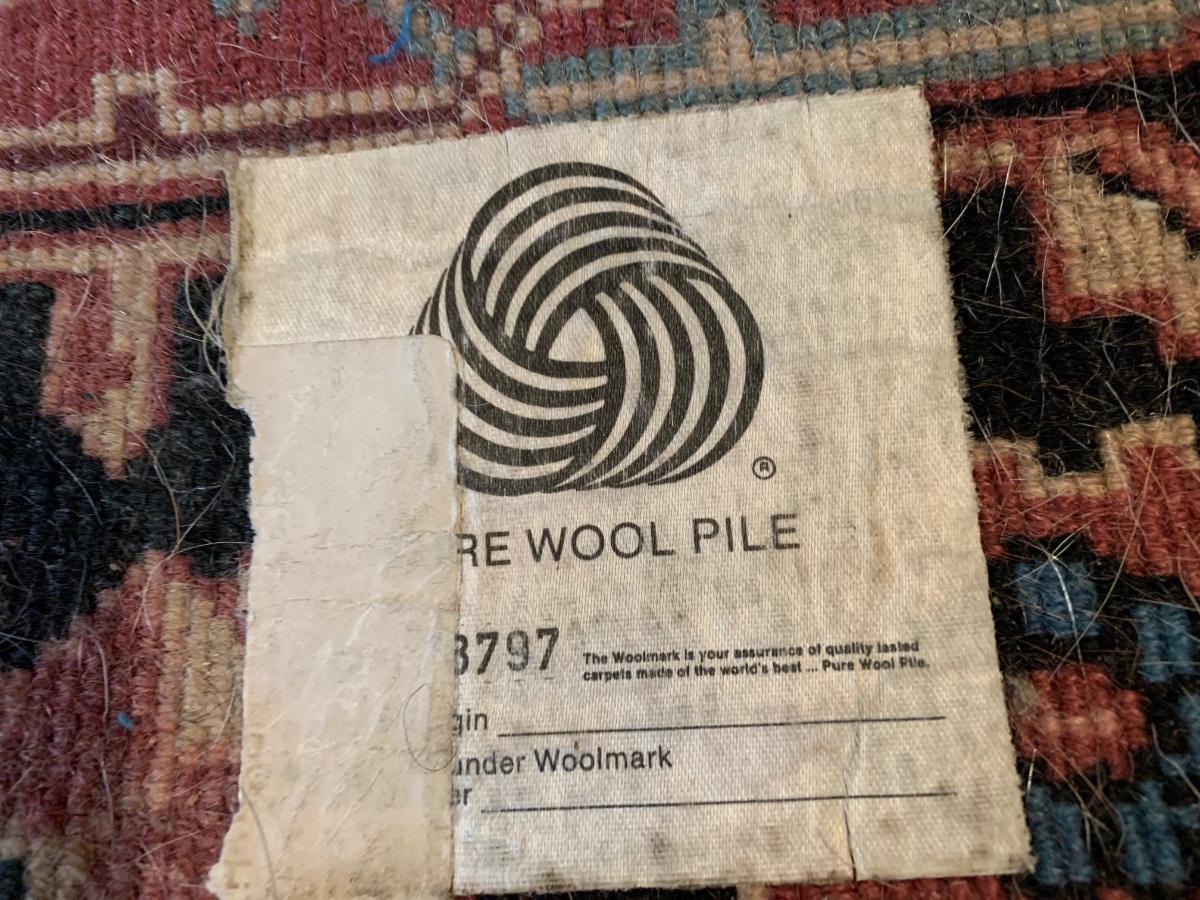 ®
RE WOOL PILE
3797
The Woolmark is your assurance of quality tested
carpets made of the world's best ... Pure Wool Pile.
gin
under Woolmark
er